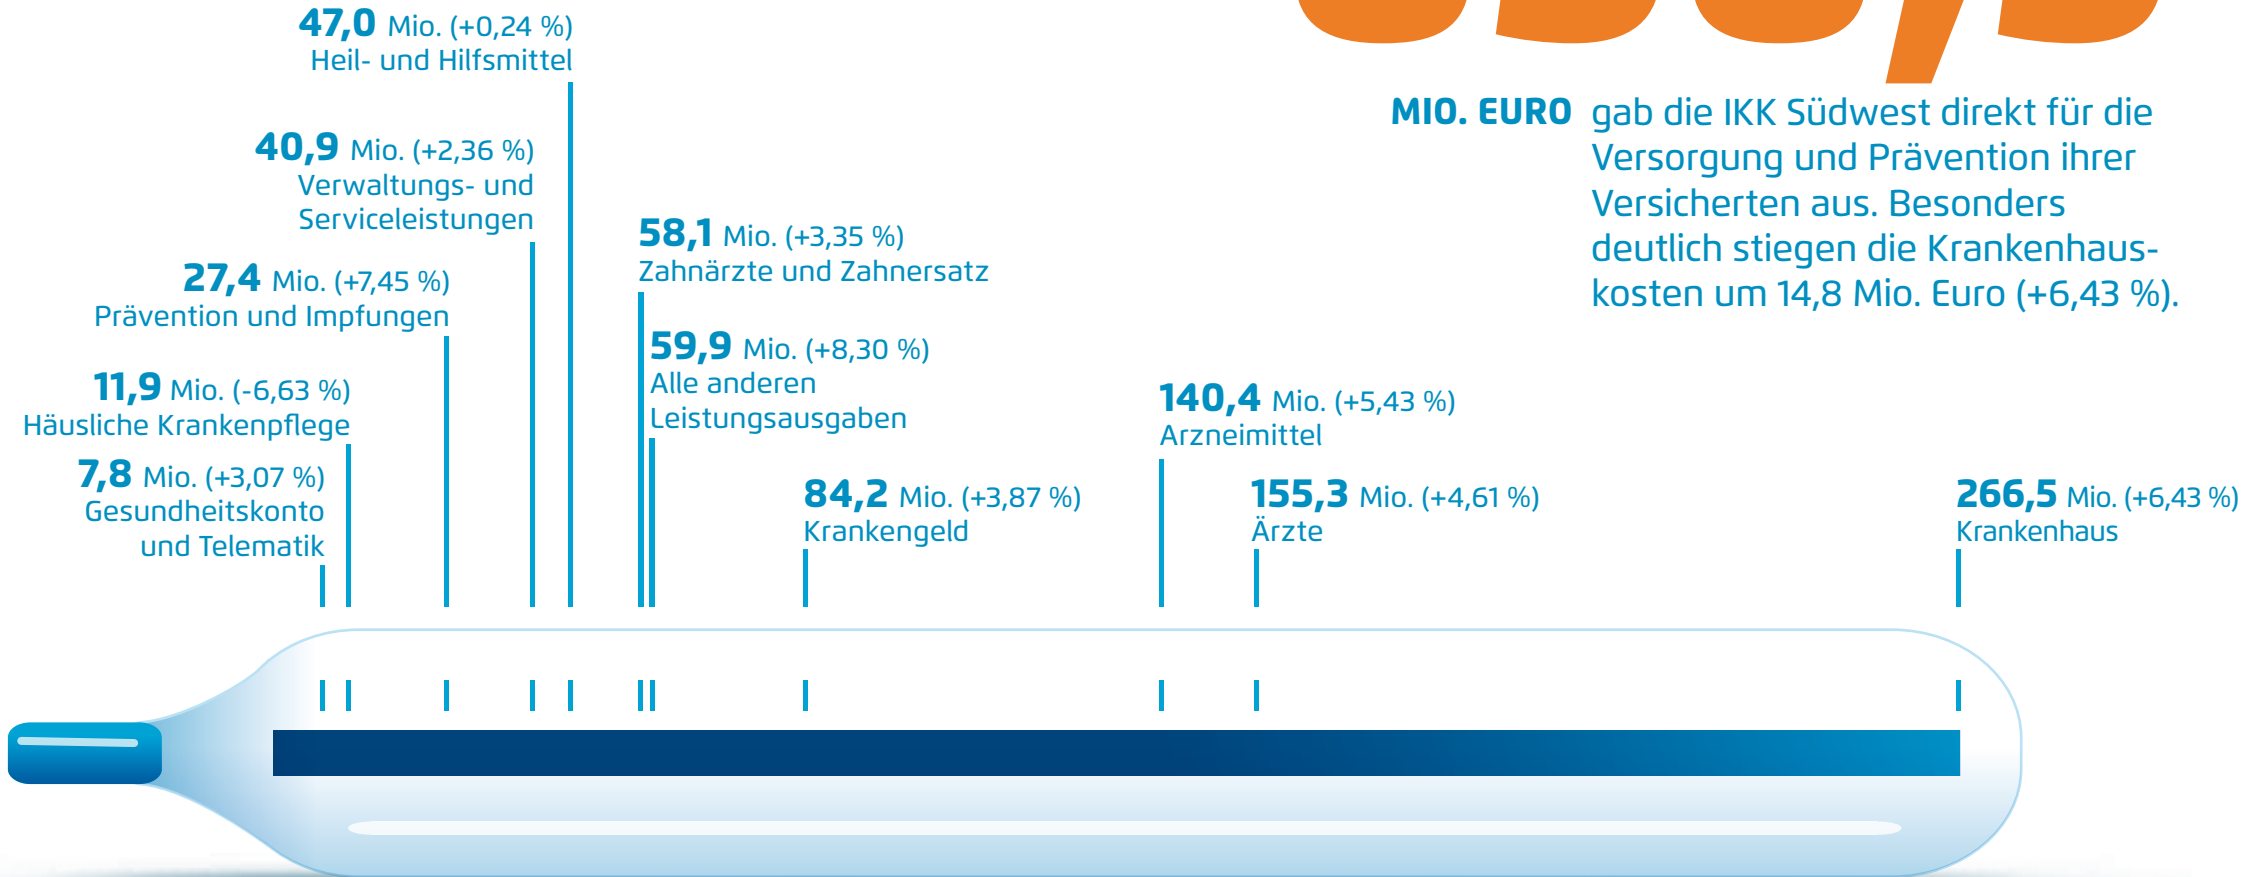 47,0 Mio. (+0,24 %)
Heil- und Hilfsmittel
40,9 Mio. (+2,36 %)
Verwaltungs- und
Serviceleistungen
27,4 Mio. (+7,45 %)
Prävention und Impfungen
11,9 Mio. (-6,63 %)
Häusliche Krankenpflege
7,8 Mio. (+3,07 %)
Gesundheitskonto
und Telematik
58,1 Mio. (+3,35 %)
Zahnärzte und Zahnersatz
59,9 Mio. (+8,30 %)
Alle anderen
Leistungsausgaben
84,2 Mio. (+3,87 %)
Krankengeld
140,4 Mio. (+5,43 %)
Arzneimittel
155,3 Mio. (+4,61 %)
Ärzte
266,5 Mio. (+6,43 %)
Krankenhaus
MIO. EURO gab die IKK Südwest direkt für die
Versorgung und Prävention ihrer
Versicherten aus. Besonders
deutlich stiegen die Krankenhaus-
kosten um 14,8 Mio. Euro (+6,43 %).